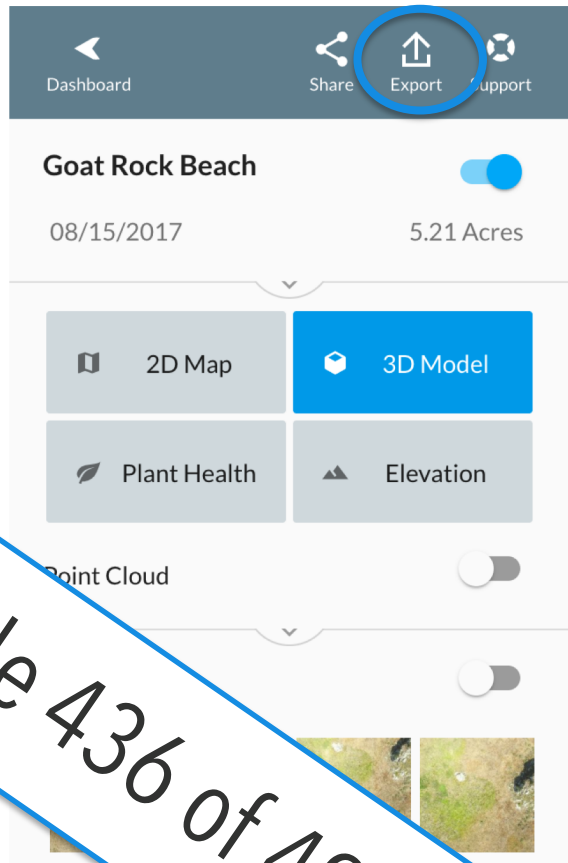 Dashboard Share Export Support
Goat Rock Beach
08/15/2017 5.21 Acres
2D Map 3D Model
Plant Health Elevation
Point Cloud
436 of